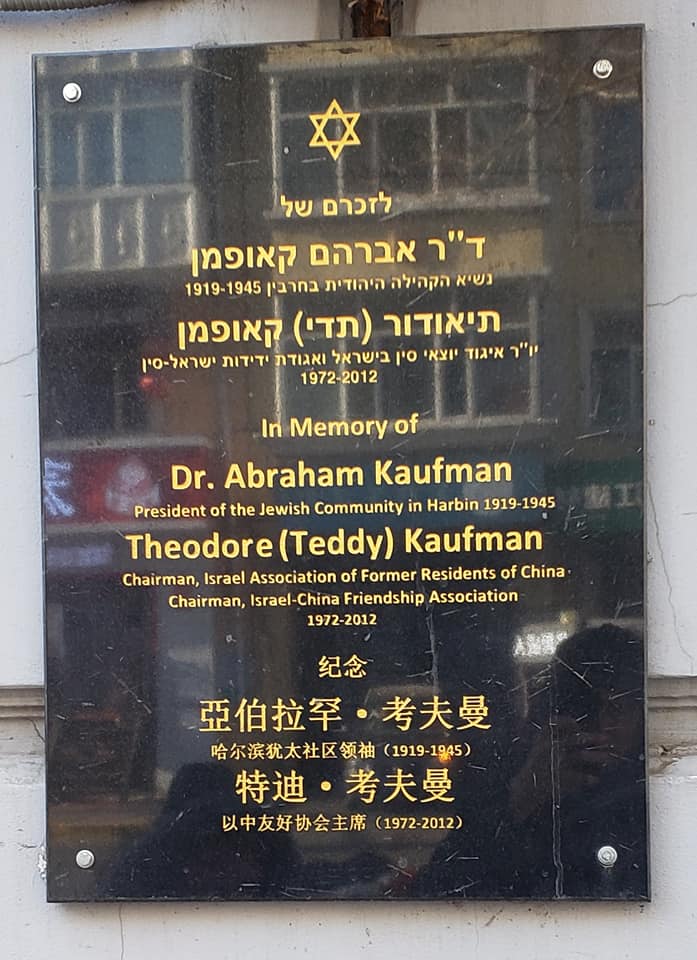 לזכרם של
ד"ר אברהם קאופמן
נשיא הקהילה היהודית בחרבין 1919-1945
תיאודור (תדי) קאופמן
יו"ר איגוד יוצאי סין בישראל ואגודת ידידות ישראל-סין
1972-2012
In Memory of
Dr. Abraham Kaufman
President of the Jewish Community in Harbin 1919-1945
Theodore (Teddy) Kaufman
Chairman, Israel Association of Former Residents of China
Chairman, Israel-China Friendship Association
1972-2012
纪念
亞伯拉罕·考夫曼
哈尔滨犹太社区领袖（1919-1945）
特迪·考夫曼
以中友好协会主席（1972-2012）